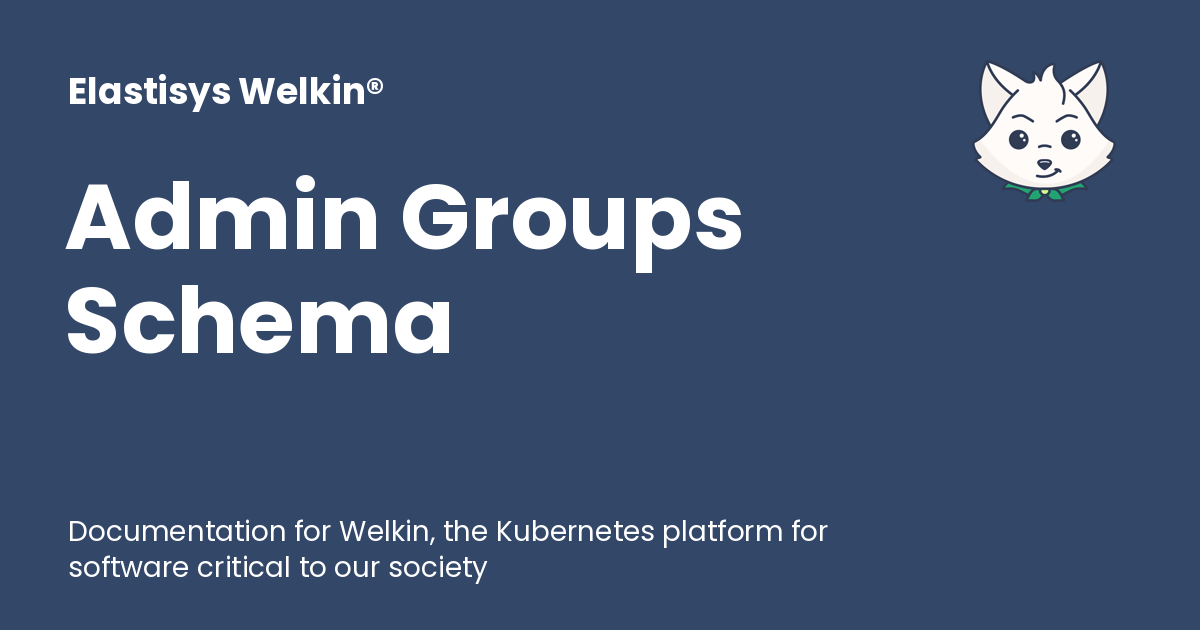 Elastisys Welkin®
Admin Groups
Schema
Documentation for Welkin, the Kubernetes platform for
software critical to our society